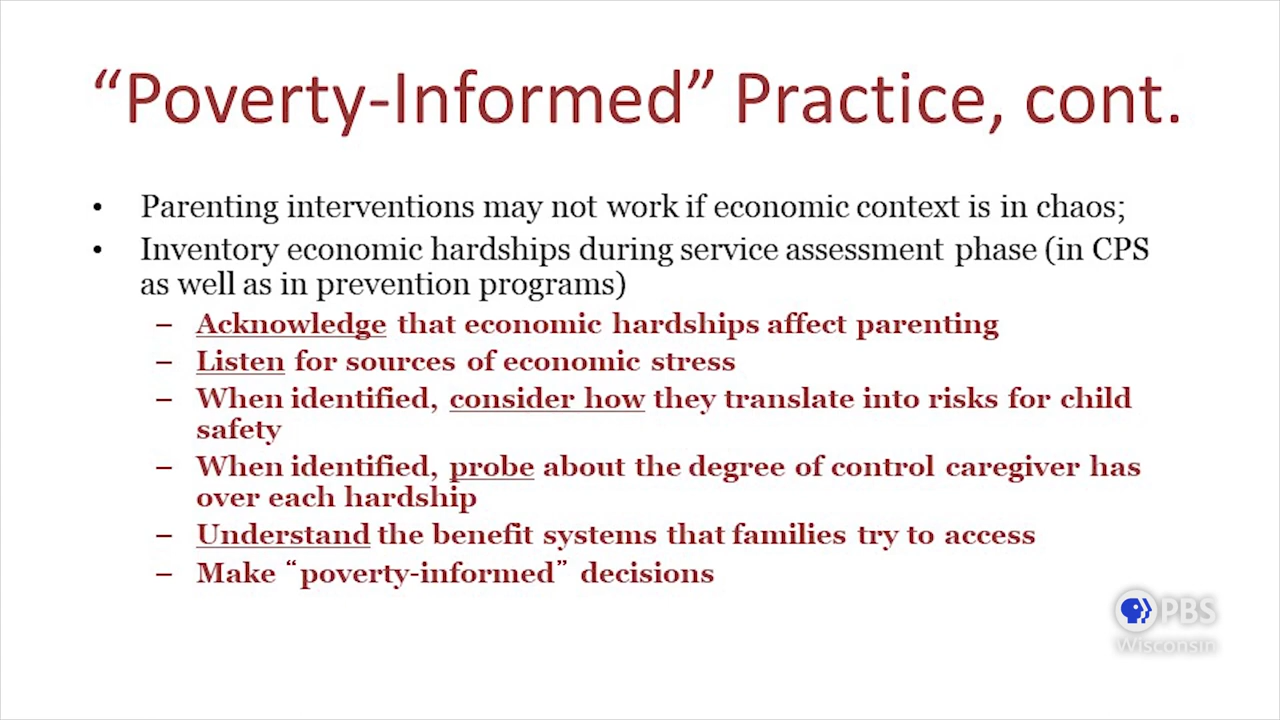 “Poverty-Informed” Practice, cont.
• Parenting interventions may not work if economic context is in chaos;
• Inventory economic hardships during service assessment phase (in CPS
as well as in prevention programs)
– Acknowledge that economic hardships affect parenting
– Listen for sources of economic stress
– When identified, consider how they translate into risks for child
safety
– When identified, probe about the degree of control caregiver has
over each hardship
– Understand the benefit systems that families try to access
– Make “poverty-informed” decisions
PBS
Wisconsin